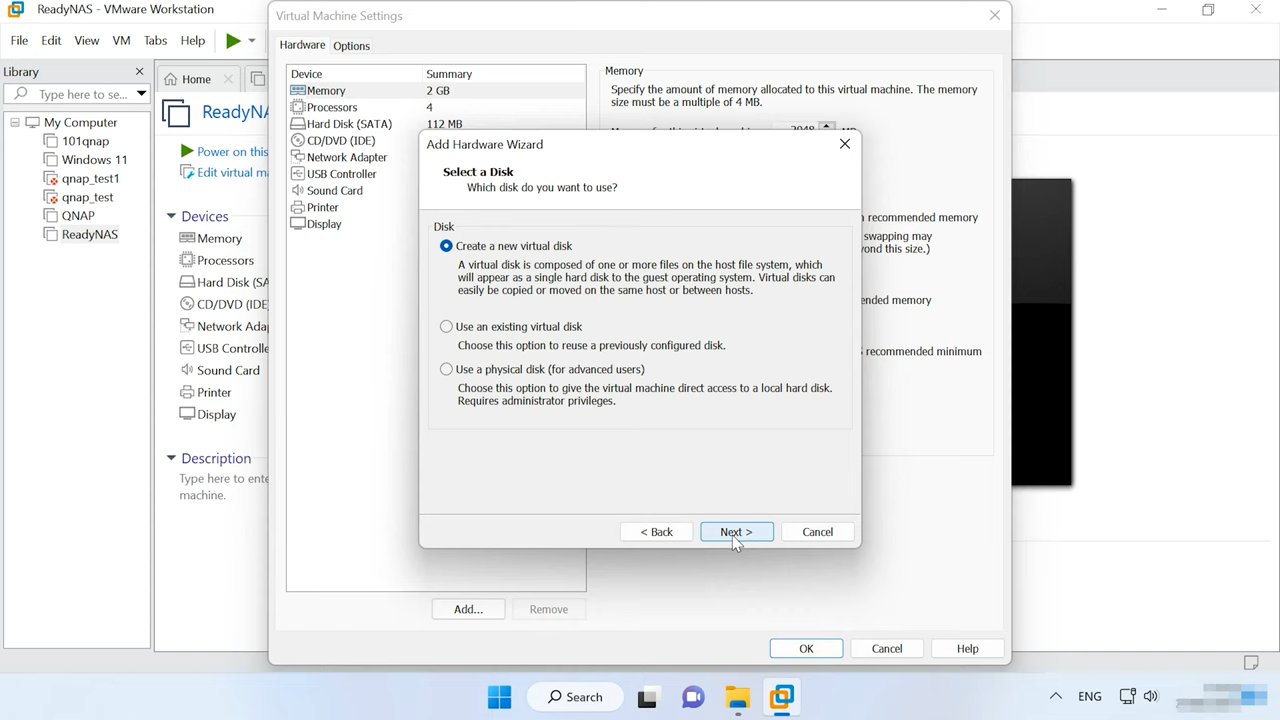 ReadyNAS - VMware Workstation
File Edit View VM Tabs Help
Library
Type here to se...
My Computer
101qnap
Windows 11
qnap_test1
qnap_test
QNAP
ReadyNAS
Home
ReadyNA
Power on this
Edit virtual ma
Devices
Memory
Processors
Hard Disk (SA
CD/DVD (IDE
Network Adap
USB Controlle
Sound Card
Printer
Display
Description
Type here to ente
machine.
Virtual Machine Settings
Hardware Options
Device Summary
Memory 2 GB
Processors 4
Hard Disk (SATA) 112 MB
CD/DVD (IDE)
Network Adapter
USB Controller
Sound Card
Printer
Display
Memory
Specify the amount of memory allocated to this virtual machine. The memory
size must be a multiple of 4 MB.
2048
recommended memory
swapping may
ond this size.)
ended memory
recommended minimum
Add Hardware Wizard
Select a Disk
Which disk do you want to use?
Disk
Create a new virtual disk
A virtual disk is composed of one or more files on the host file system, which
will appear as a single hard disk to the guest operating system. Virtual disks can
easily be copied or moved on the same host or between hosts.
Use an existing virtual disk
Choose this option to reuse a previously configured disk.
Use a physical disk (for advanced users)
Choose this option to give the virtual machine direct access to a local hard disk.
Requires administrator privileges.
< Back Next > Cancel
Add... Remove
OK Cancel Help
Search
ENG